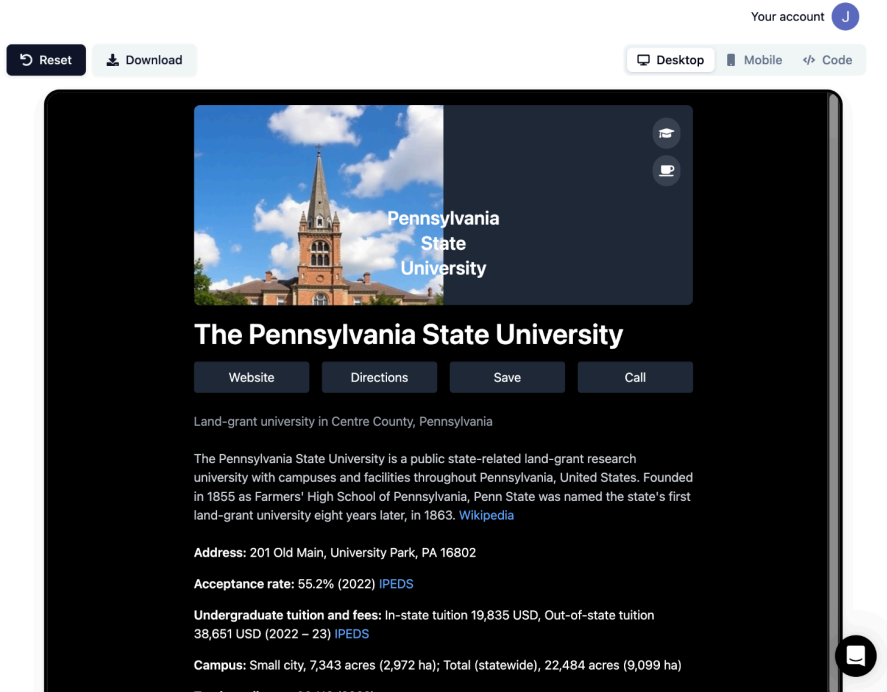 Your account J
Reset Download Desktop Mobile </> Code
Pennsylvania
State
University
The Pennsylvania State University
Website Directions Save Call
Land-grant university in Centre County, Pennsylvania
The Pennsylvania State University is a public state-related land-grant research
university with campuses and facilities throughout Pennsylvania, United States. Founded
in 1855 as Farmers' High School of Pennsylvania, Penn State was named the state's first
land-grant university eight years later, in 1863. Wikipedia
Address: 201 Old Main, University Park, PA 16802
Acceptance rate: 55.2% (2022) IPEDS
Undergraduate tuition and fees: In-state tuition 19,835 USD, Out-of-state tuition
38,651 USD (2022 – 23) IPEDS
Campus: Small city, 7,343 acres (2,972 ha); Total (statewide), 22,484 acres (9,099 ha)